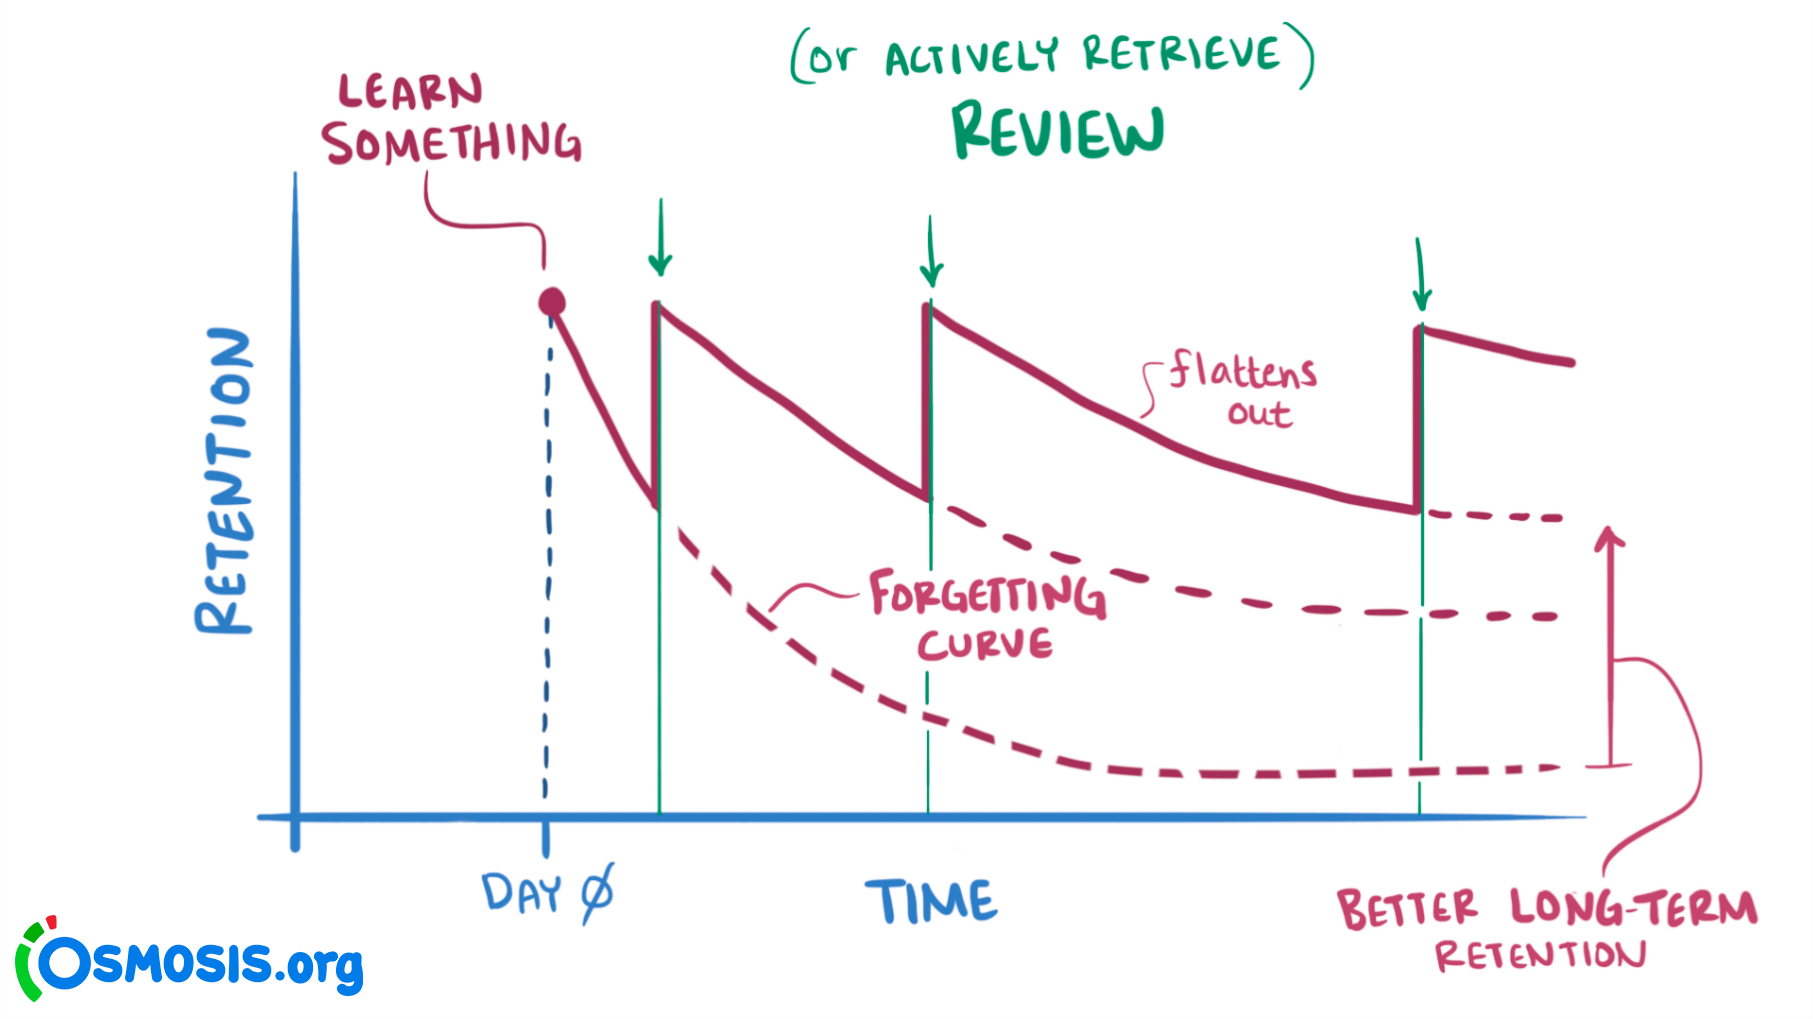 (or ACTIVELY RETRIEVE)
REVIEW
LEARN
SOMETHING
RETENTION
flattens
out
FORGETTING
CURVE
DAY 0
TIME
BETTER LONG-TERM
RETENTION
OSMOSIS.org